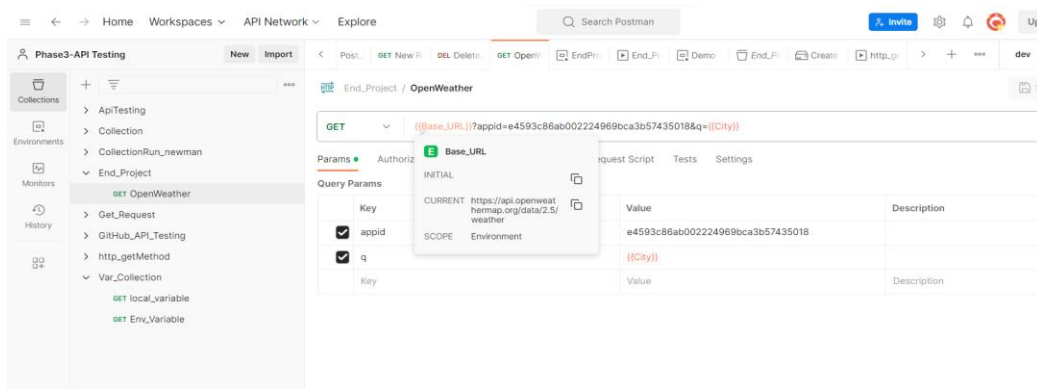 Home Workspaces API Network Explore Search Postman Invite
Phase3-API Testing New Import
Post. GET New R DEL Delete. GET OpenW. EndPro. End_Pr Demo End_Pr Create http_ge dev
Collections
Environments
Monitors
History
ApiTesting
Collection
CollectionRun_newman
End_Project
GET OpenWeather
Get_Request
GitHub_API_Testing
http_getMethod
Var_Collection
GET local_variable
GET Env_Variable
HTTP End_Project / OpenWeather
GET {{Base_URL}}?appid=e4593c86ab002224969bca3b57435018&q={{City}}
Params Authoriz equest Script Tests Settings
E Base_URL
INITIAL
CURRENT https://api.openweat
hermap.org/data/2.5/
weather
SCOPE Environment
Query Params
Key Value Description
appid e4593c86ab002224969bca3b57435018
q {{City}}
Key Value Description